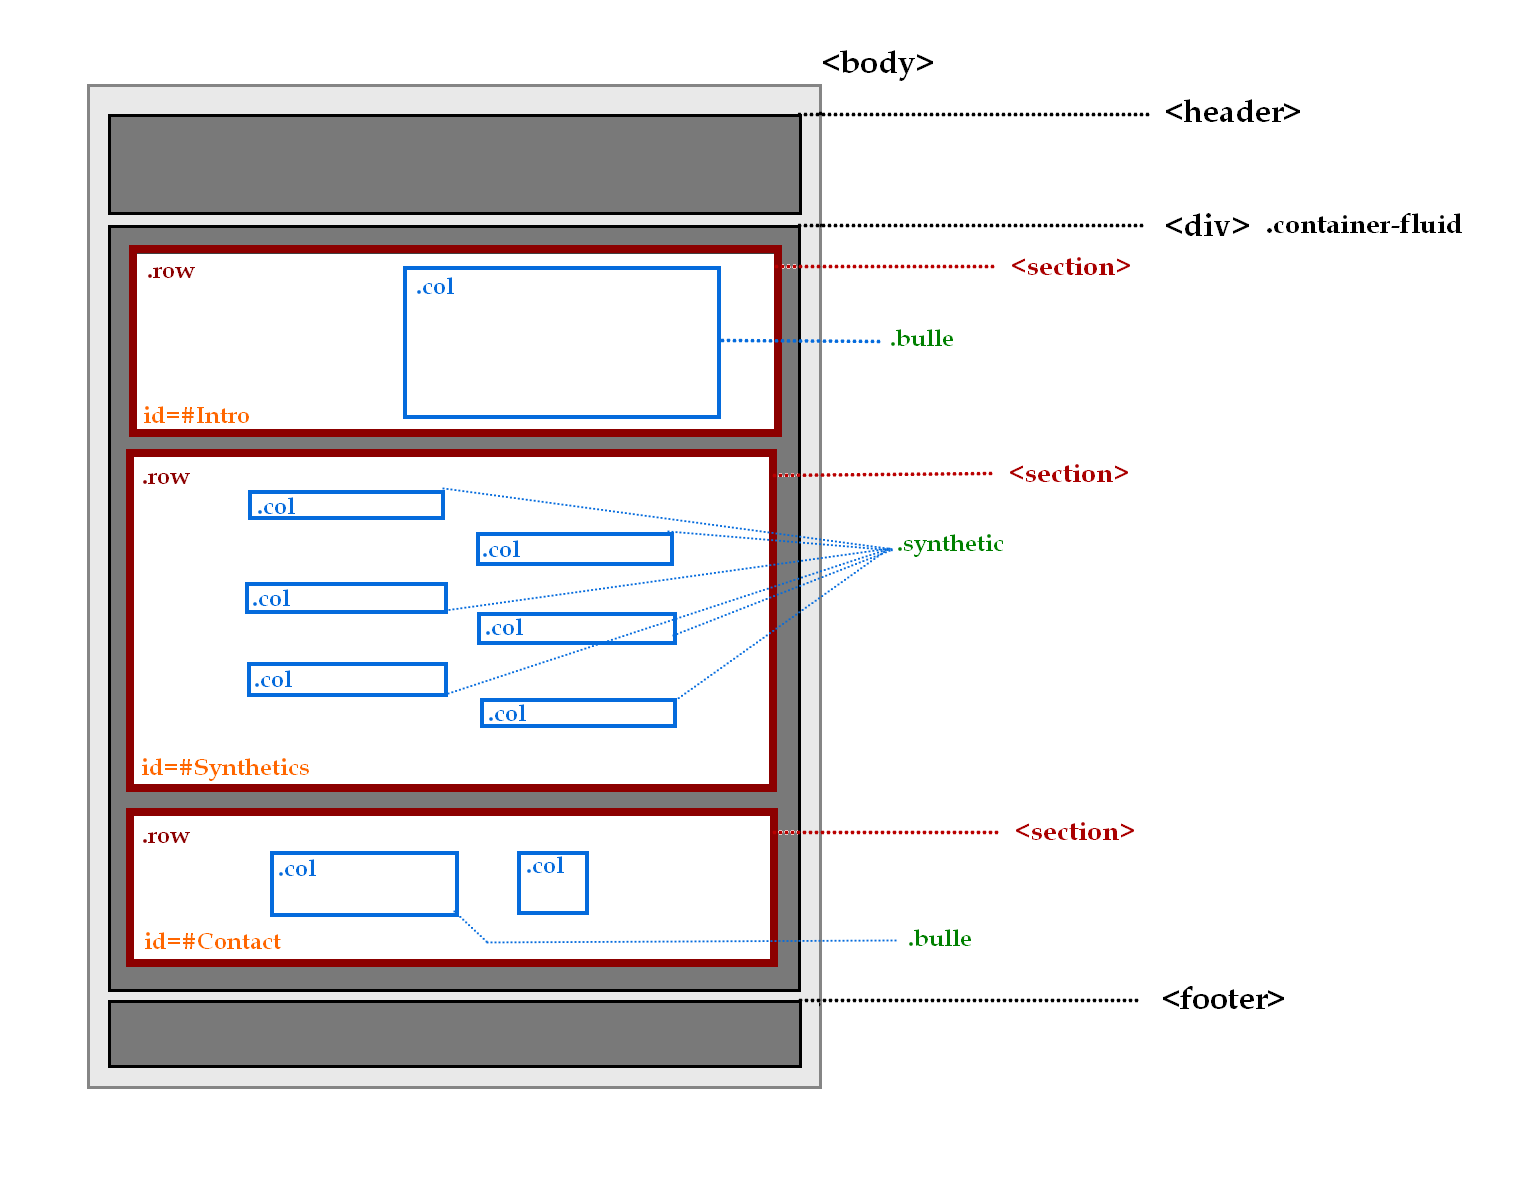 <body>
<header>
<div> .container-fluid
.row
.col
<section>
.bulle
id=#Intro
.row
<section>
.col
.col
.synthetic
.col
.col
.col
.col
id=#Synthetics
.row
<section>
.col
.col
id=#Contact
.bulle
<footer>